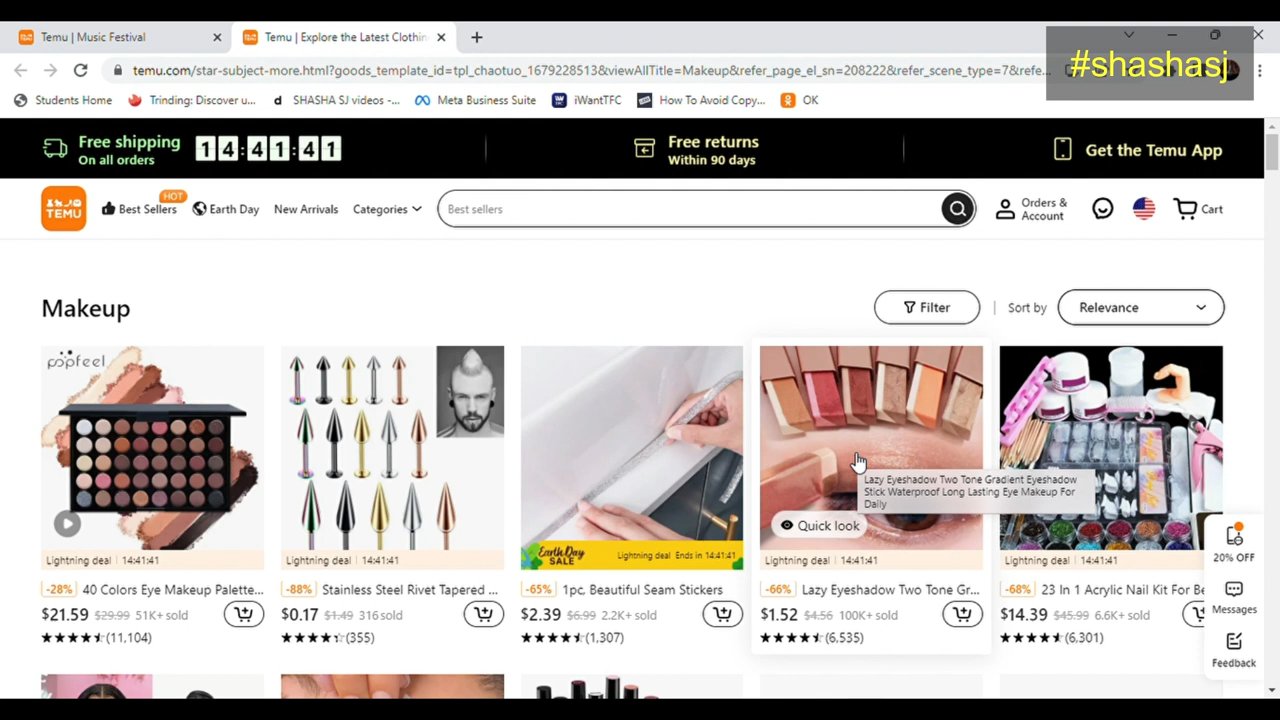 Temu | Music Festival
Temu | Explore the Latest Clothin
#shashasj
temu.com/star-subject-more.html?goods_template_id=tpl_chaotuo_1679228513&viewAllTitle=Makeup&refer_page_el_sn=208222&refer_scene_type=7&refe...
Students Home
Trinding: Discover u...
SHASHA SJ videos -...
Meta Business Suite
iWantTFC
How To Avoid Copy...
OK
Free shipping
On all orders
14:41:41
Free returns
Within 90 days
Get the Temu App
TEMU
Best Sellers
HOT
Earth Day
New Arrivals
Categories
Best sellers
Orders &
Account
Cart
Makeup
Filter
Sort by
Relevance
popfeel
Lightning deal | 14:41:41
-28% 40 Colors Eye Makeup Palette...
$21.59 $29.99 51K+ sold
(11,104)
Lightning deal | 14:41:41
-88% Stainless Steel Rivet Tapered ...
$0.17 $1.49 316 sold
(355)
Earth Day
SALE
Lightning deal Ends in 14:41:41
-65% 1pc, Beautiful Seam Stickers
$2.39 $6.99 2.2K+ sold
(1,307)
Lazy Eyeshadow Two Tone Gradient Eyeshadow
Stick Waterproof Long Lasting Eye Makeup For
Daily
Quick look
Lightning deal | 14:41:41
-66% Lazy Eyeshadow Two Tone Gr...
$1.52 $4.56 100K+ sold
(6,535)
Lightning deal | 14:41:41
-68% 23 In 1 Acrylic Nail Kit For Be
$14.39 $45.99 6.6K+ sold
(6,301)
20% OFF
Messages
Feedback